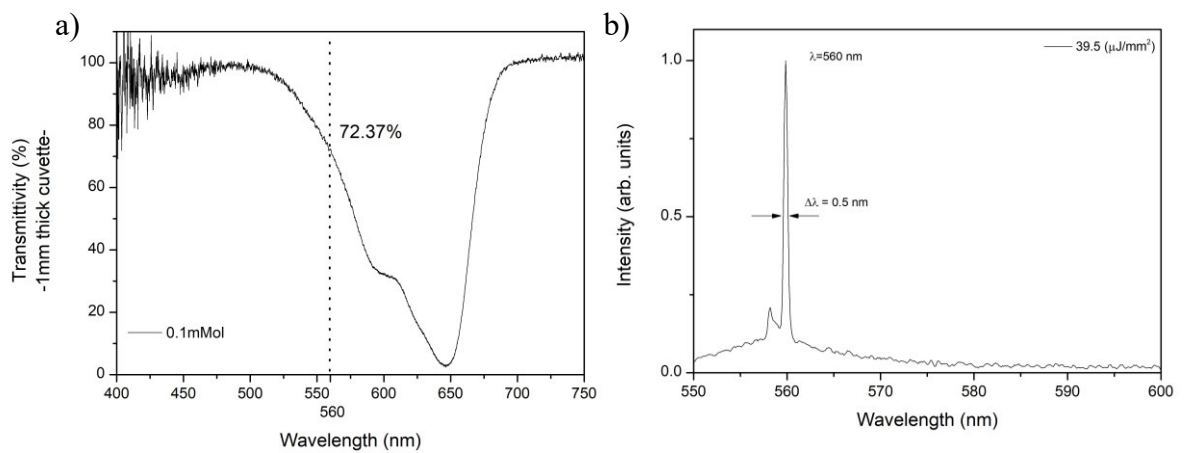 a)
Transmittivity (%)
-1mm thick cuvette-
100
80
60
40
20
0
72.37%
0.1mMol
400 450 500 550 600 650 700 750
560
Wavelength (nm)
b)
Intensity (arb. units)
1.0
0.5
0.0
λ=560 nm
39.5 (μJ/mm²)
Δλ = 0.5 nm
550 560 570 580 590 600
Wavelength (nm)